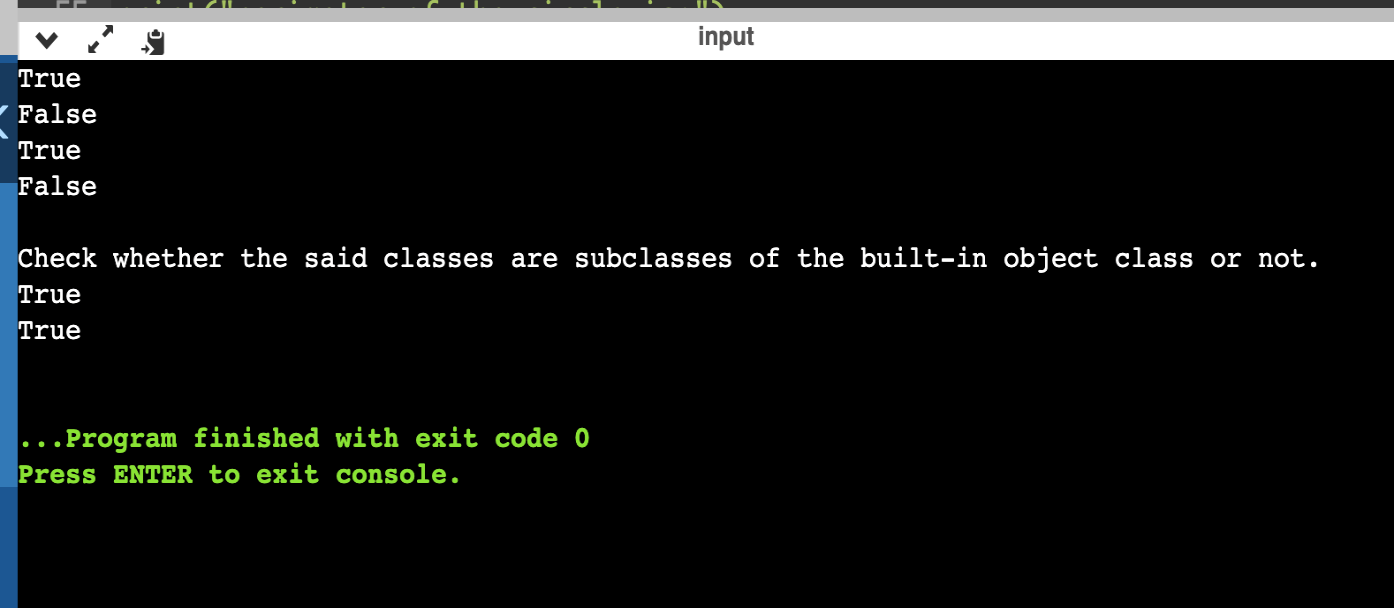 input
True
False
True
False
Check whether the said classes are subclasses of the built-in object class or not.
True
True
...Program finished with exit code 0
Press ENTER to exit console.